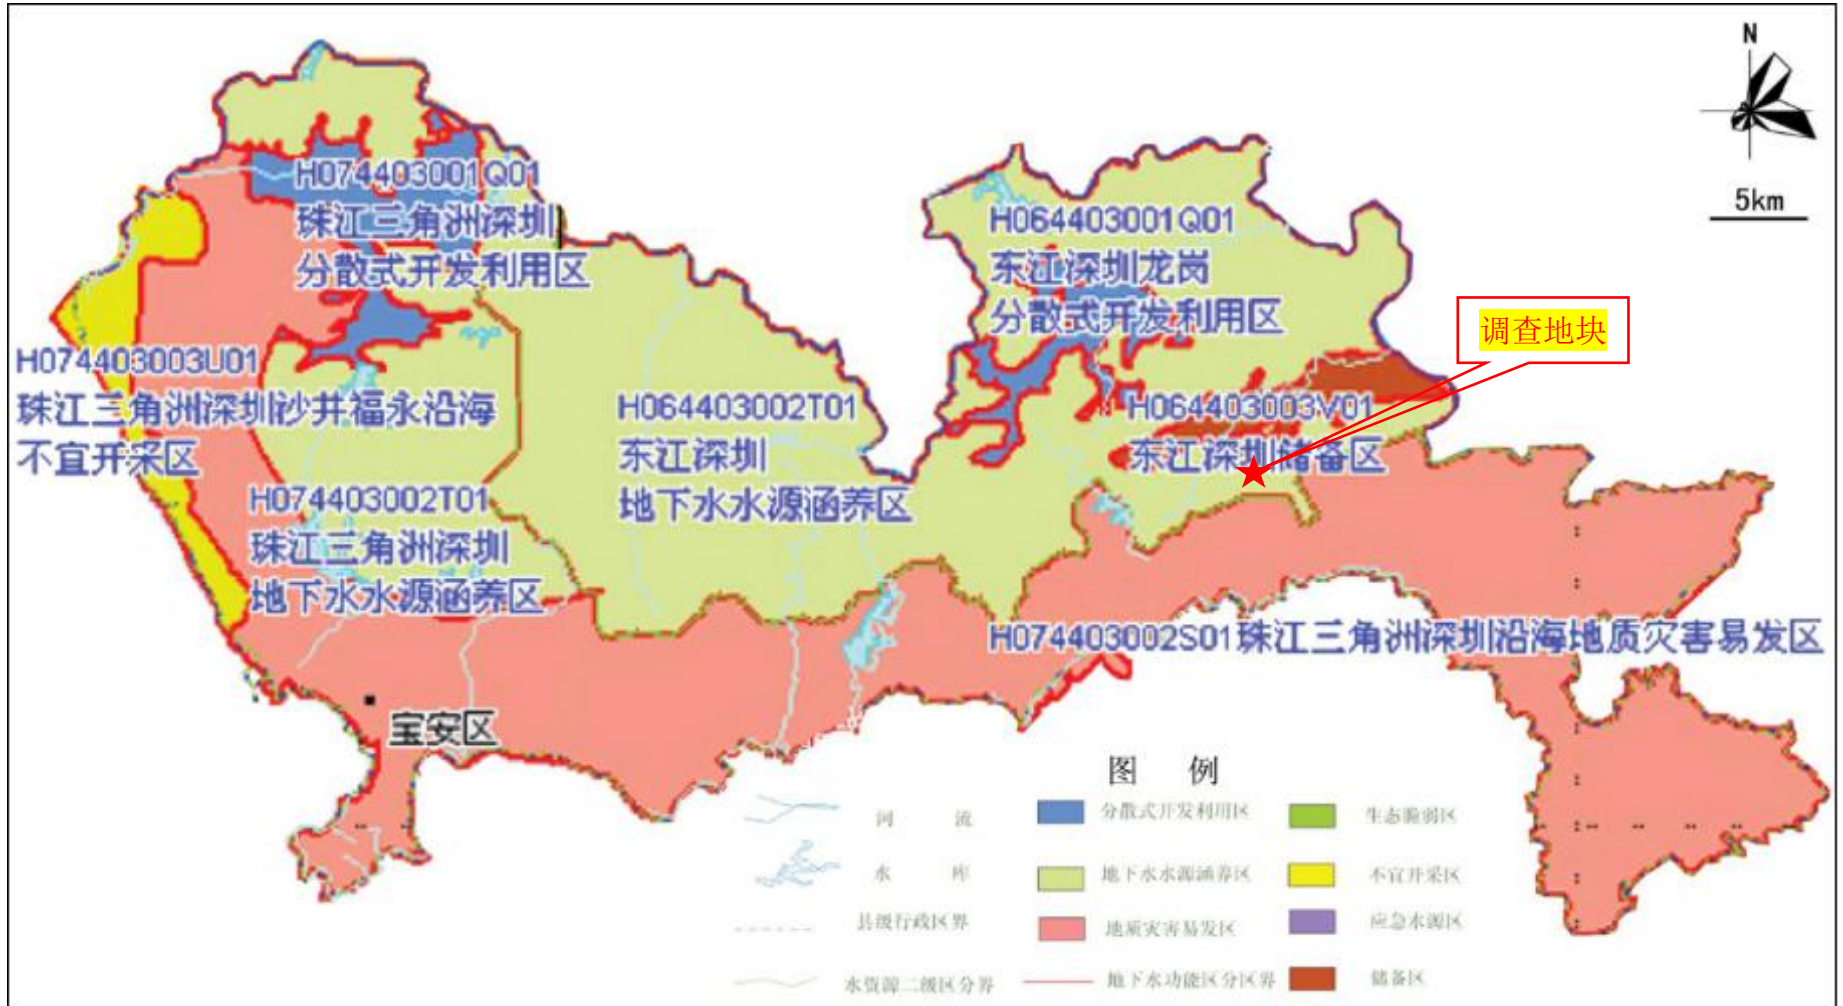 N
5km
H074403001Q01
珠江三角洲深圳
分散式开发利用区
H064403001Q01
东江深圳龙岗
分散式开发利用区
调查地块
H074403003U01
珠江三角洲深圳沙井福永沿海
不宜开采区
H064403002T01
东江深圳
地下水水源涵养区
H064403003V01
东江深圳储备区
H074403002T01
珠江三角洲深圳
地下水水源涵养区
H074403002S01珠江三角洲深圳沿海地质灾害易发区
宝安区
图 例
河 流
分散式开发利用区
生态脆弱区
水 库
地下水水源涵养区
不宜开采区
县级行政区界
地质灾害易发区
应急水源区
水资源二级区分界
地下水功能区分区界
储备区